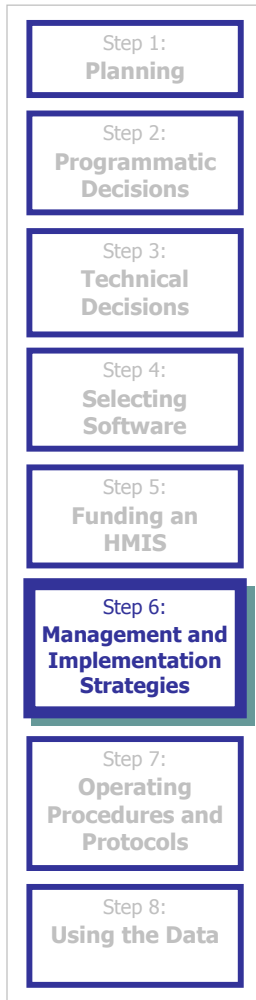 Step 1:
Planning
Step 2:
Programmatic
Decisions
Step 3:
Technical
Decisions
Step 4:
Selecting
Software
Step 5:
Funding an
HMIS
Step 6:
Management and
Implementation
Strategies
Step 7:
Operating
Procedures and
Protocols
Step 8:
Using the Data